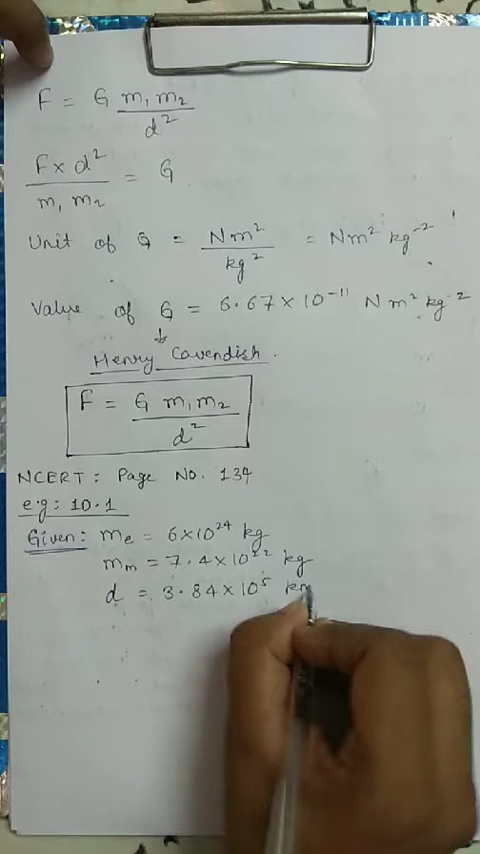 F = G m₁m₂ / d²
F × d² / m₁ m₂ = G
Unit of G = Nm² / kg² = Nm² kg⁻²
Value of G = 6.67 × 10⁻¹¹ N m² kg⁻²
↓
Henry Cavendish.
F = G m₁m₂ / d²
NCERT: Page No. 134
e.g: 10.1
Given: me = 6×10²⁴ kg
mm = 7.4×10²² kg
d = 3.84×10⁵ km